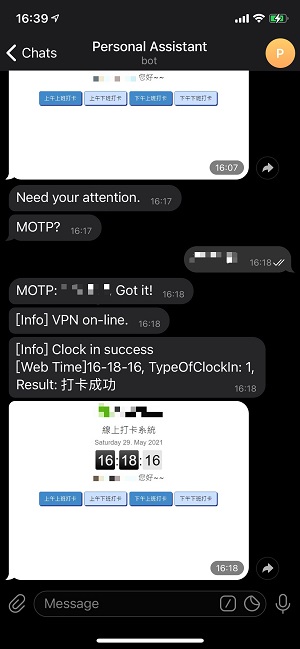 16:39
Chats
Personal Assistant
bot
P
您好~~
上午上班打卡 上午下班打卡 下午上班打卡 下午下班打卡
16:07
Need your attention. 16:17
MOTP? 16:17
16:18
MOTP: Got it! 16:18
[Info] VPN on-line. 16:18
[Info] Clock in success
[Web Time]16-18-16, TypeOfClockIn: 1,
Result: 打卡成功 16:18
線上打卡系統
Saturday 29. May 2021
16:18:16
您好~~
上午上班打卡 上午下班打卡 下午上班打卡 下午下班打卡
16:18
Message